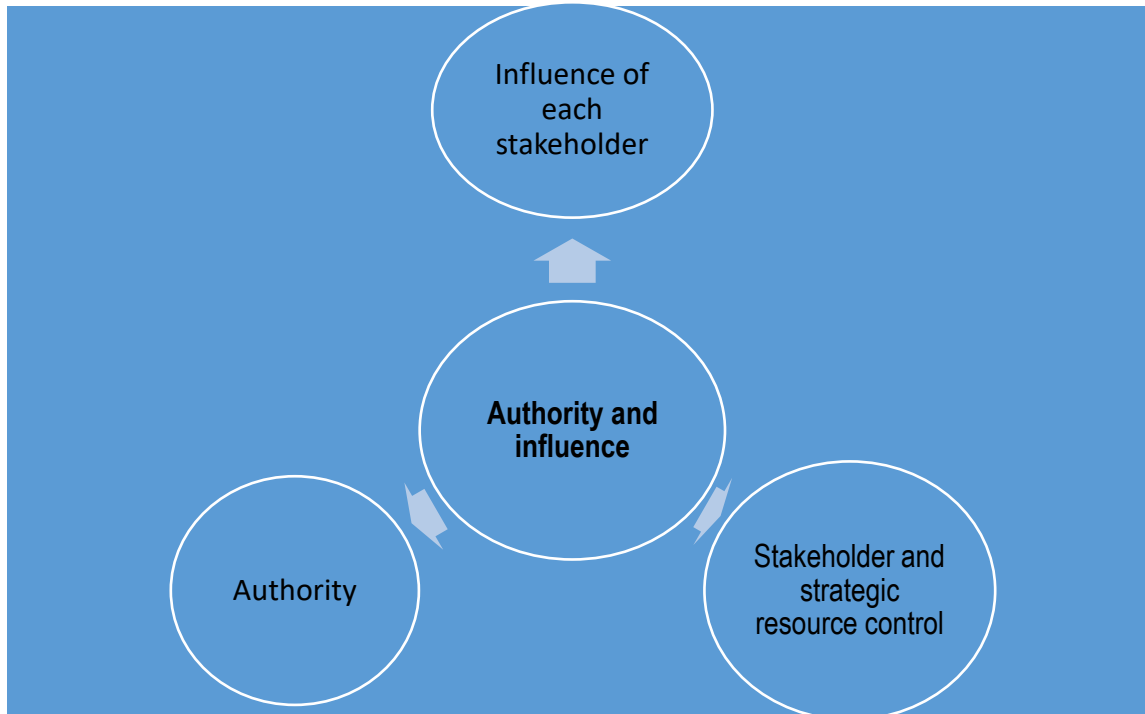 Influence of
each
stakeholder
Authority and
influence
Authority
Stakeholder and
strategic
resource control